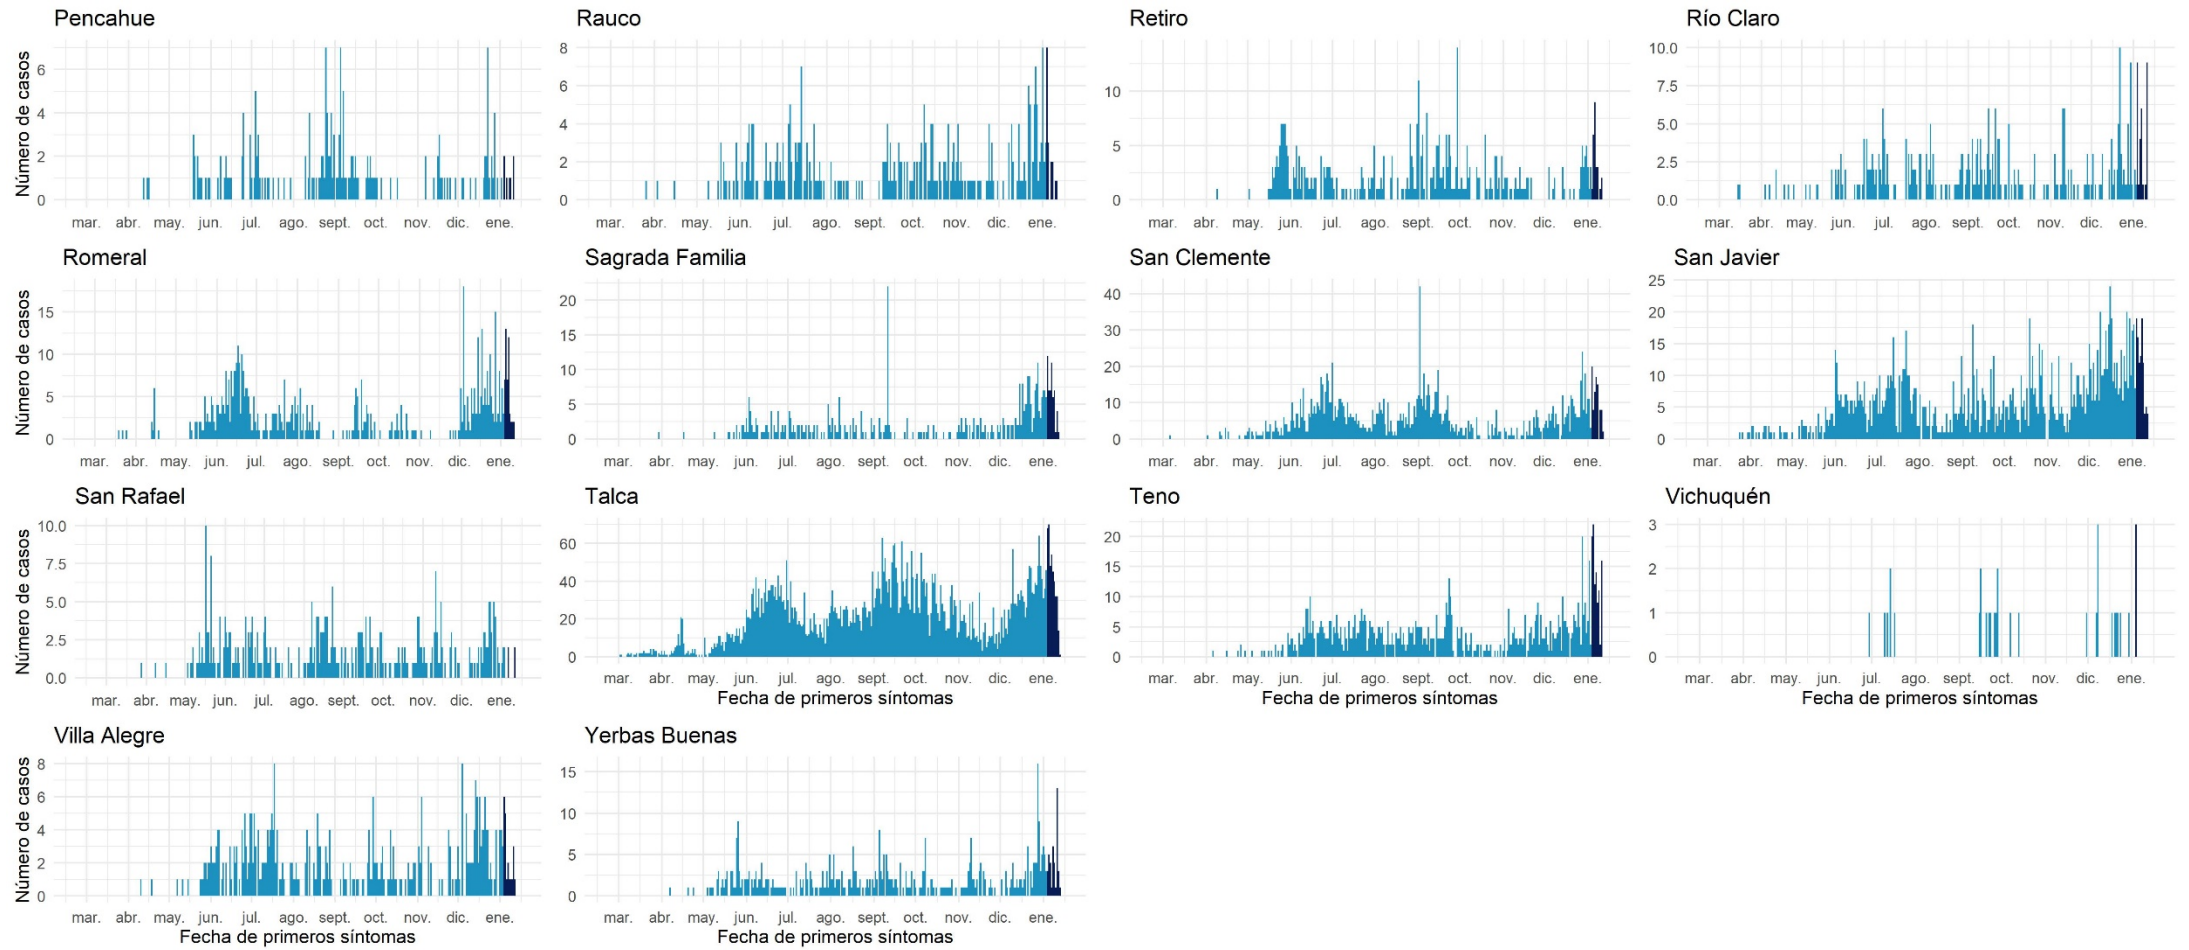 Pencahue
Rauco
Retiro
Río Claro
Número de casos
6
4
2
0
8
6
4
2
0
10
5
0
10.0
7.5
5.0
2.5
0.0
mar. abr. may. jun. jul. ago. sept. oct. nov. dic. ene.
mar. abr. may. jun. jul. ago. sept. oct. nov. dic. ene.
mar. abr. may. jun. jul. ago. sept. oct. nov. dic. ene.
mar. abr. may. jun. jul. ago. sept. oct. nov. dic. ene.
Romeral
Sagrada Familia
San Clemente
San Javier
Número de casos
15
10
5
0
20
15
10
5
0
40
30
20
10
0
25
20
15
10
5
0
mar. abr. may. jun. jul. ago. sept. oct. nov. dic. ene.
mar. abr. may. jun. jul. ago. sept. oct. nov. dic. ene.
mar. abr. may. jun. jul. ago. sept. oct. nov. dic. ene.
mar. abr. may. jun. jul. ago. sept. oct. nov. dic. ene.
San Rafael
Talca
Teno
Vichuquén
Número de casos
10.0
7.5
5.0
2.5
0.0
60
40
20
0
20
15
10
5
0
3
2
1
0
mar. abr. may. jun. jul. ago. sept. oct. nov. dic. ene.
mar. abr. may. jun. jul. ago. sept. oct. nov. dic. ene.
mar. abr. may. jun. jul. ago. sept. oct. nov. dic. ene.
mar. abr. may. jun. jul. ago. sept. oct. nov. dic. ene.
Fecha de primeros síntomas
Fecha de primeros síntomas
Fecha de primeros síntomas
Villa Alegre
Yerbas Buenas
Número de casos
8
6
4
2
0
15
10
5
0
mar. abr. may. jun. jul. ago. sept. oct. nov. dic. ene.
mar. abr. may. jun. jul. ago. sept. oct. nov. dic. ene.
Fecha de primeros síntomas
Fecha de primeros síntomas